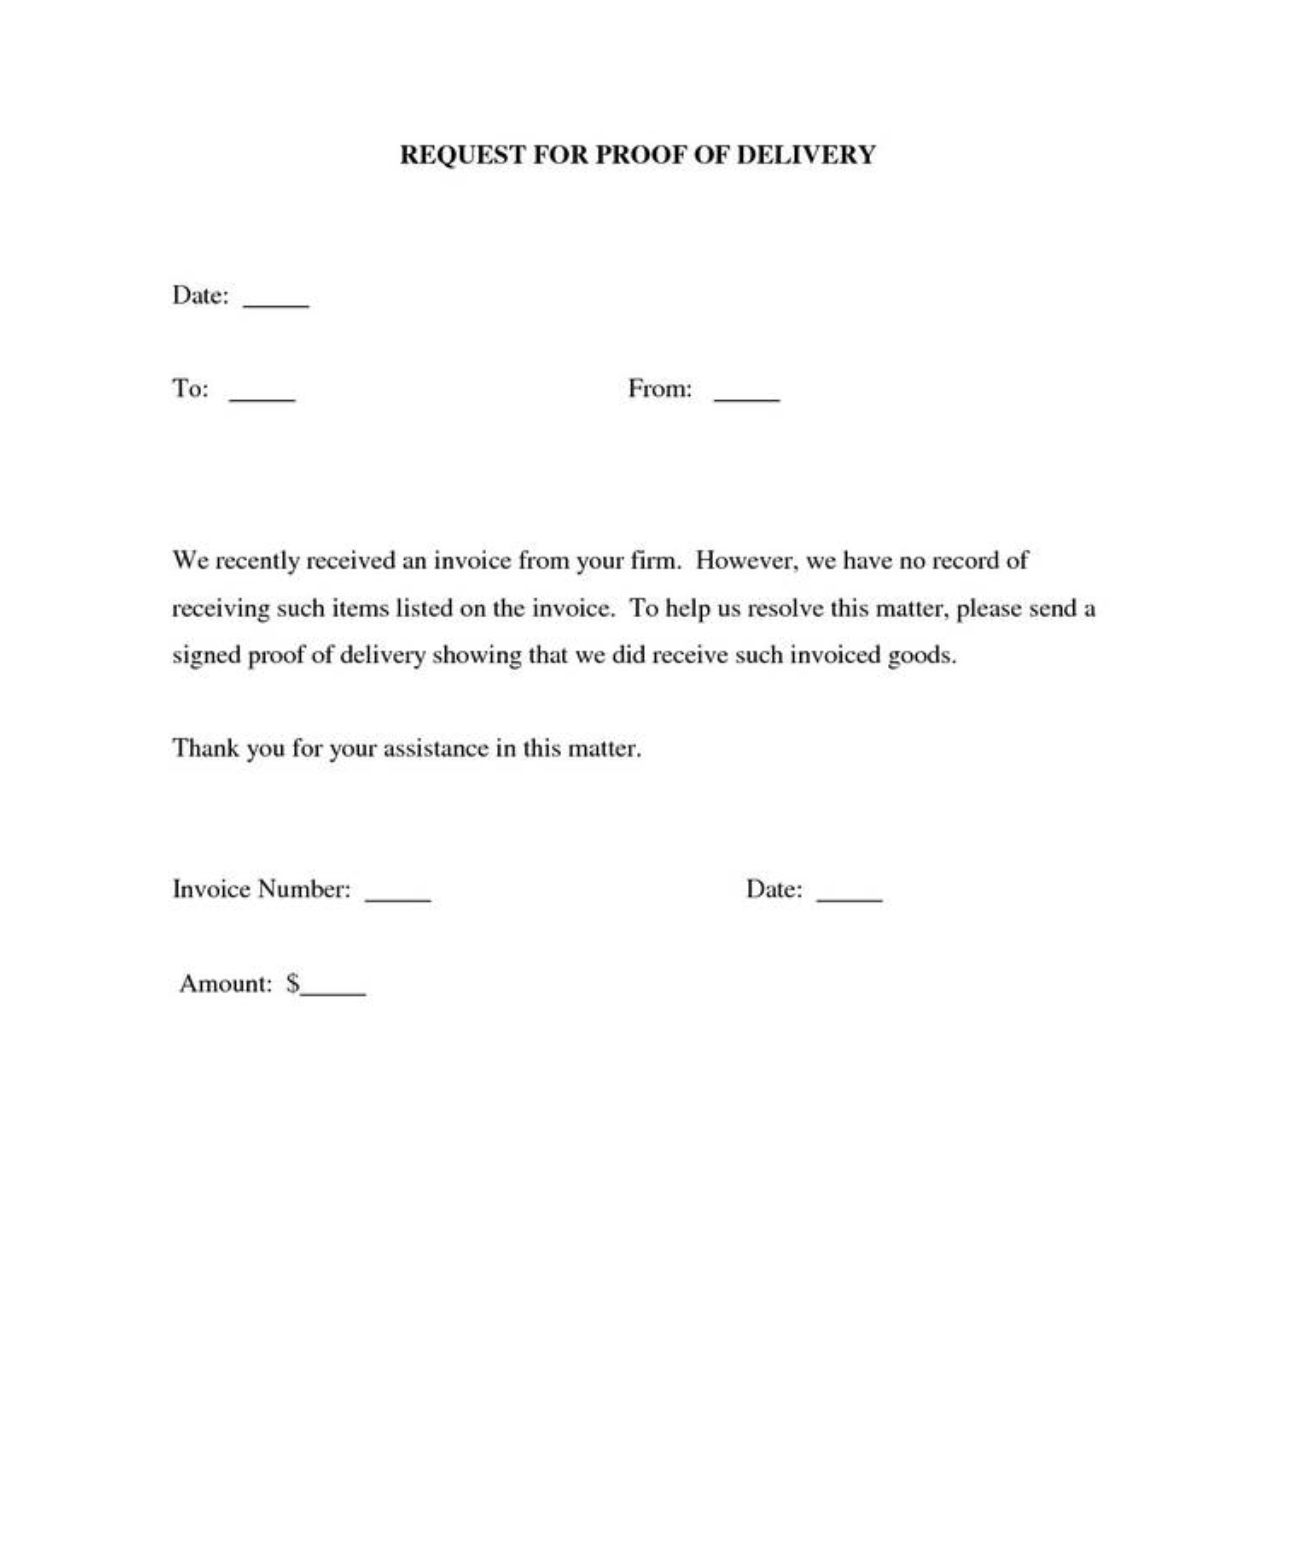 REQUEST FOR PROOF OF DELIVERY
Date: _____
To: _____ From: _____
We recently received an invoice from your firm. However, we have no record of
receiving such items listed on the invoice. To help us resolve this matter, please send a
signed proof of delivery showing that we did receive such invoiced goods.
Thank you for your assistance in this matter.
Invoice Number: _____ Date: _____
Amount: $_____